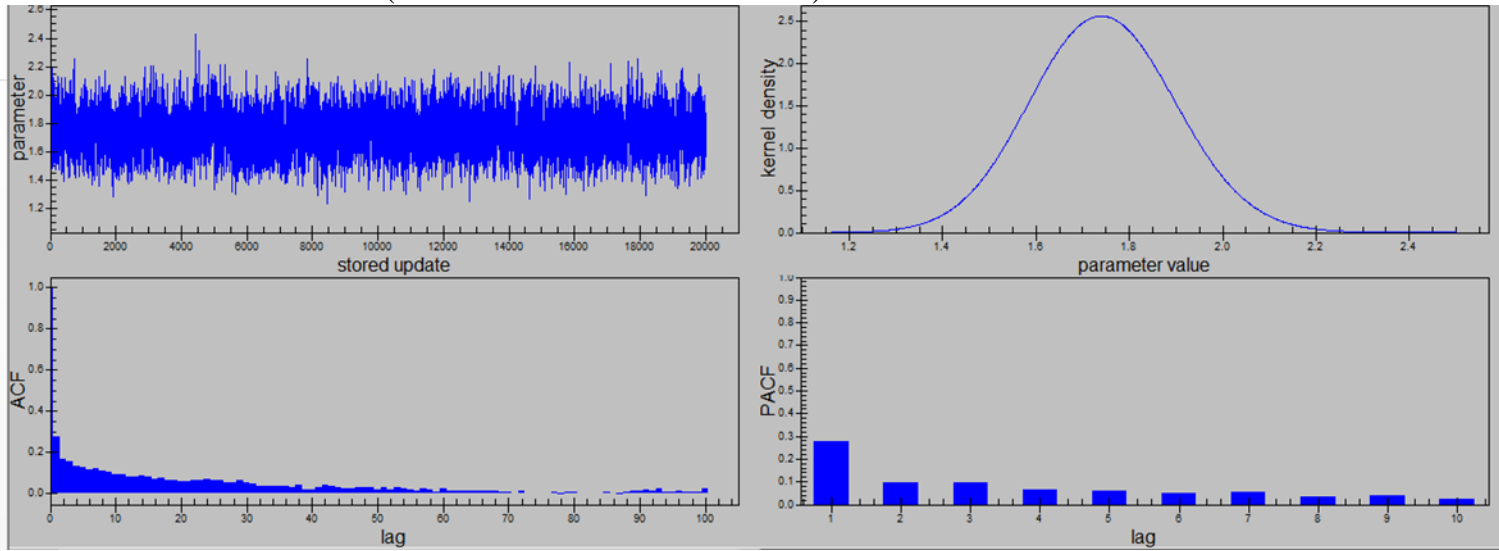 parameter
2.6
2.4
2.2
2.0
1.8
1.6
1.4
1.2
0 2000 4000 6000 8000 10000 12000 14000 16000 18000 20000
stored update
kernel density
2.5
2.0
1.5
1.0
0.5
0.0
1.2 1.4 1.6 1.8 2.0 2.2 2.4
parameter value
ACF
1.0
0.8
0.6
0.4
0.2
0.0
0 10 20 30 40 50 60 70 80 90 100
lag
PACF
1.0
0.9
0.8
0.7
0.6
0.5
0.4
0.3
0.2
0.1
0.0
1 2 3 4 5 6 7 8 9 10
lag